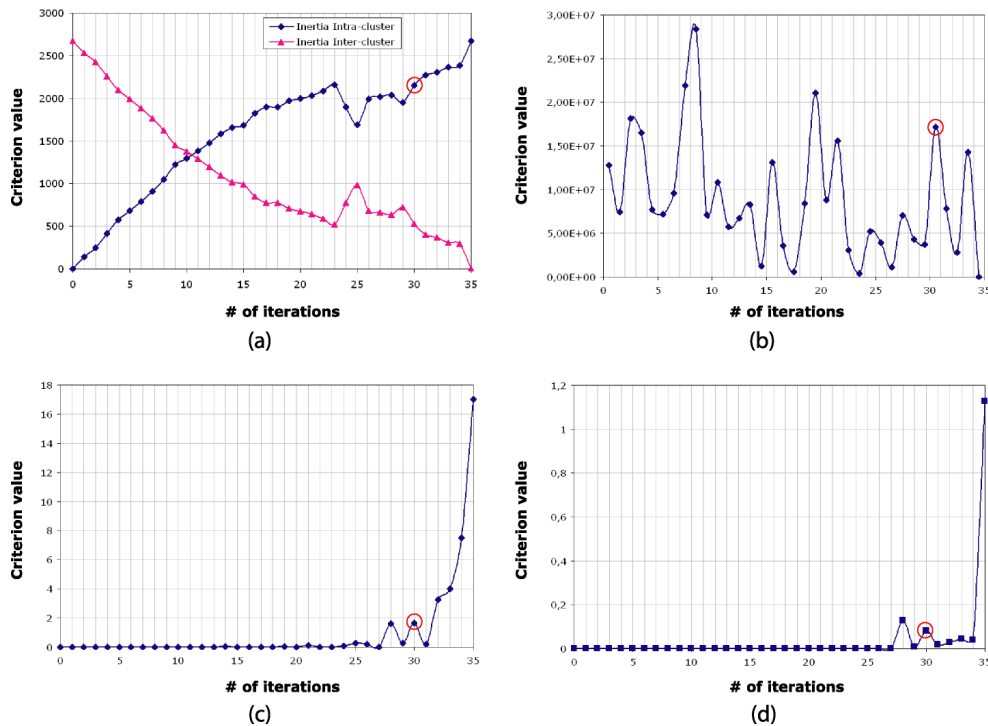 3000
2500
2000
1500
1000
500
0
Criterion value
Inertia Intra-cluster
Inertia Inter-cluster
0 5 10 15 20 25 30 35
# of iterations
(a)
3,00E+07
2,50E+07
2,00E+07
1,50E+07
1,00E+07
5,00E+06
0,00E+00
Criterion value
0 5 10 15 20 25 30 35
# of iterations
(b)
18
16
14
12
10
8
6
4
2
0
Criterion value
0 5 10 15 20 25 30 35
# of iterations
(c)
1,2
1
0,8
0,6
0,4
0,2
0
Criterion value
0 5 10 15 20 25 30 35
# of iterations
(d)